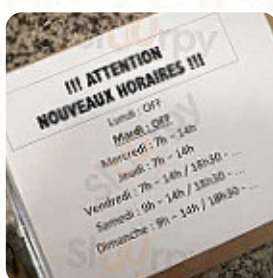 !!! ATTENTION
NOUVEAUX HORAIRES !!!
Lundi : OFF
Mardi : OFF
Mercredi : 7h - 14h
Jeudi : 7h - 14h
Vendredi : 7h - 14h / 18h30 - ...
Samedi : 9h - 14h / 18h30 - ...
Dimanche : 9h - 14h / 18h30 - ...